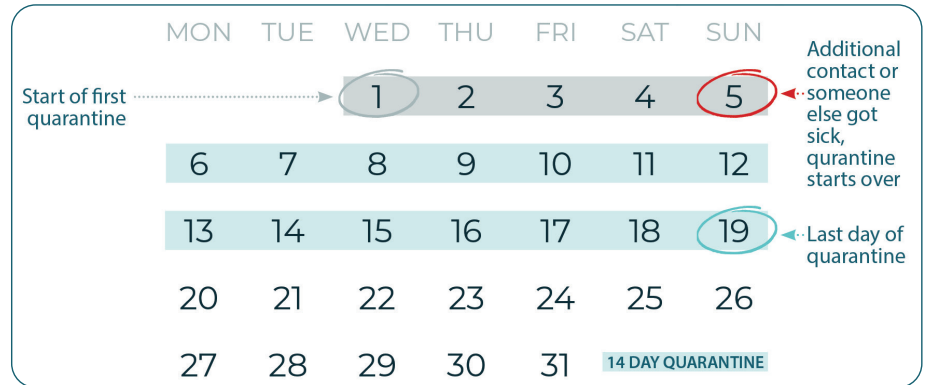 MON TUE WED THU FRI SAT SUN
Start of first
quarantine
1 2 3 4 5
Additional
contact or
someone
else got
sick,
qurantine
starts over
6 7 8 9 10 11 12
13 14 15 16 17 18 19
Last day of
quarantine
20 21 22 23 24 25 26
27 28 29 30 31
14 DAY QUARANTINE